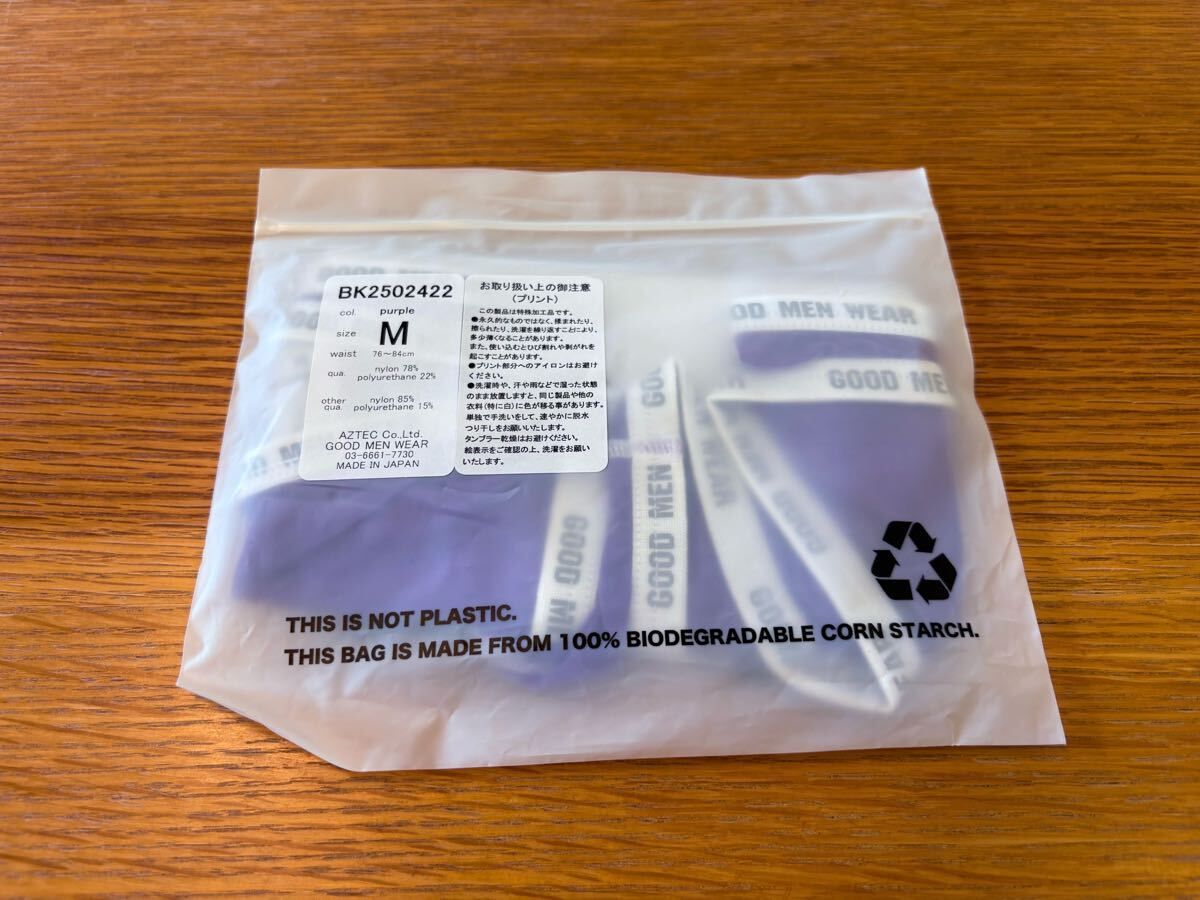 BK2502422
col. purple
size M
waist 76～84cm
qua. nylon 78%
polyurethane 22%
other qua. nylon 85%
polyurethane 15%
AZTEC Co.,Ltd.
GOOD MEN WEAR
03-6661-7730
MADE IN JAPAN
お取り扱い上の御注意
(プリント)
この製品は特殊加工品です。
●永久的なものではなく、揉まれたり、
擦られたり、洗濯を繰り返すことにより、
多少薄くなることがあります。
また、使い込むとひび割れや剥がれを
起こすことがあります。
●プリント部分へのアイロンはお避け
ください。
●洗濯時や、汗や雨などで湿った状態
のまま放置しますと、同じ製品や他の
衣料(特に白)に色が移る事があります。
単独で手洗いをして、速やかに脱水
つり干しをお願いいたします。
タンブラー乾燥はお避けください。
絵表示をご確認の上、洗濯をお願い
いたします。
OD MEN WEAR
GOOD ME
GOOD MEN
GOOD
WEAR
GOOD
THIS IS NOT PLASTIC.
THIS BAG IS MADE FROM 100% BIODEGRADABLE CORN STARCH.